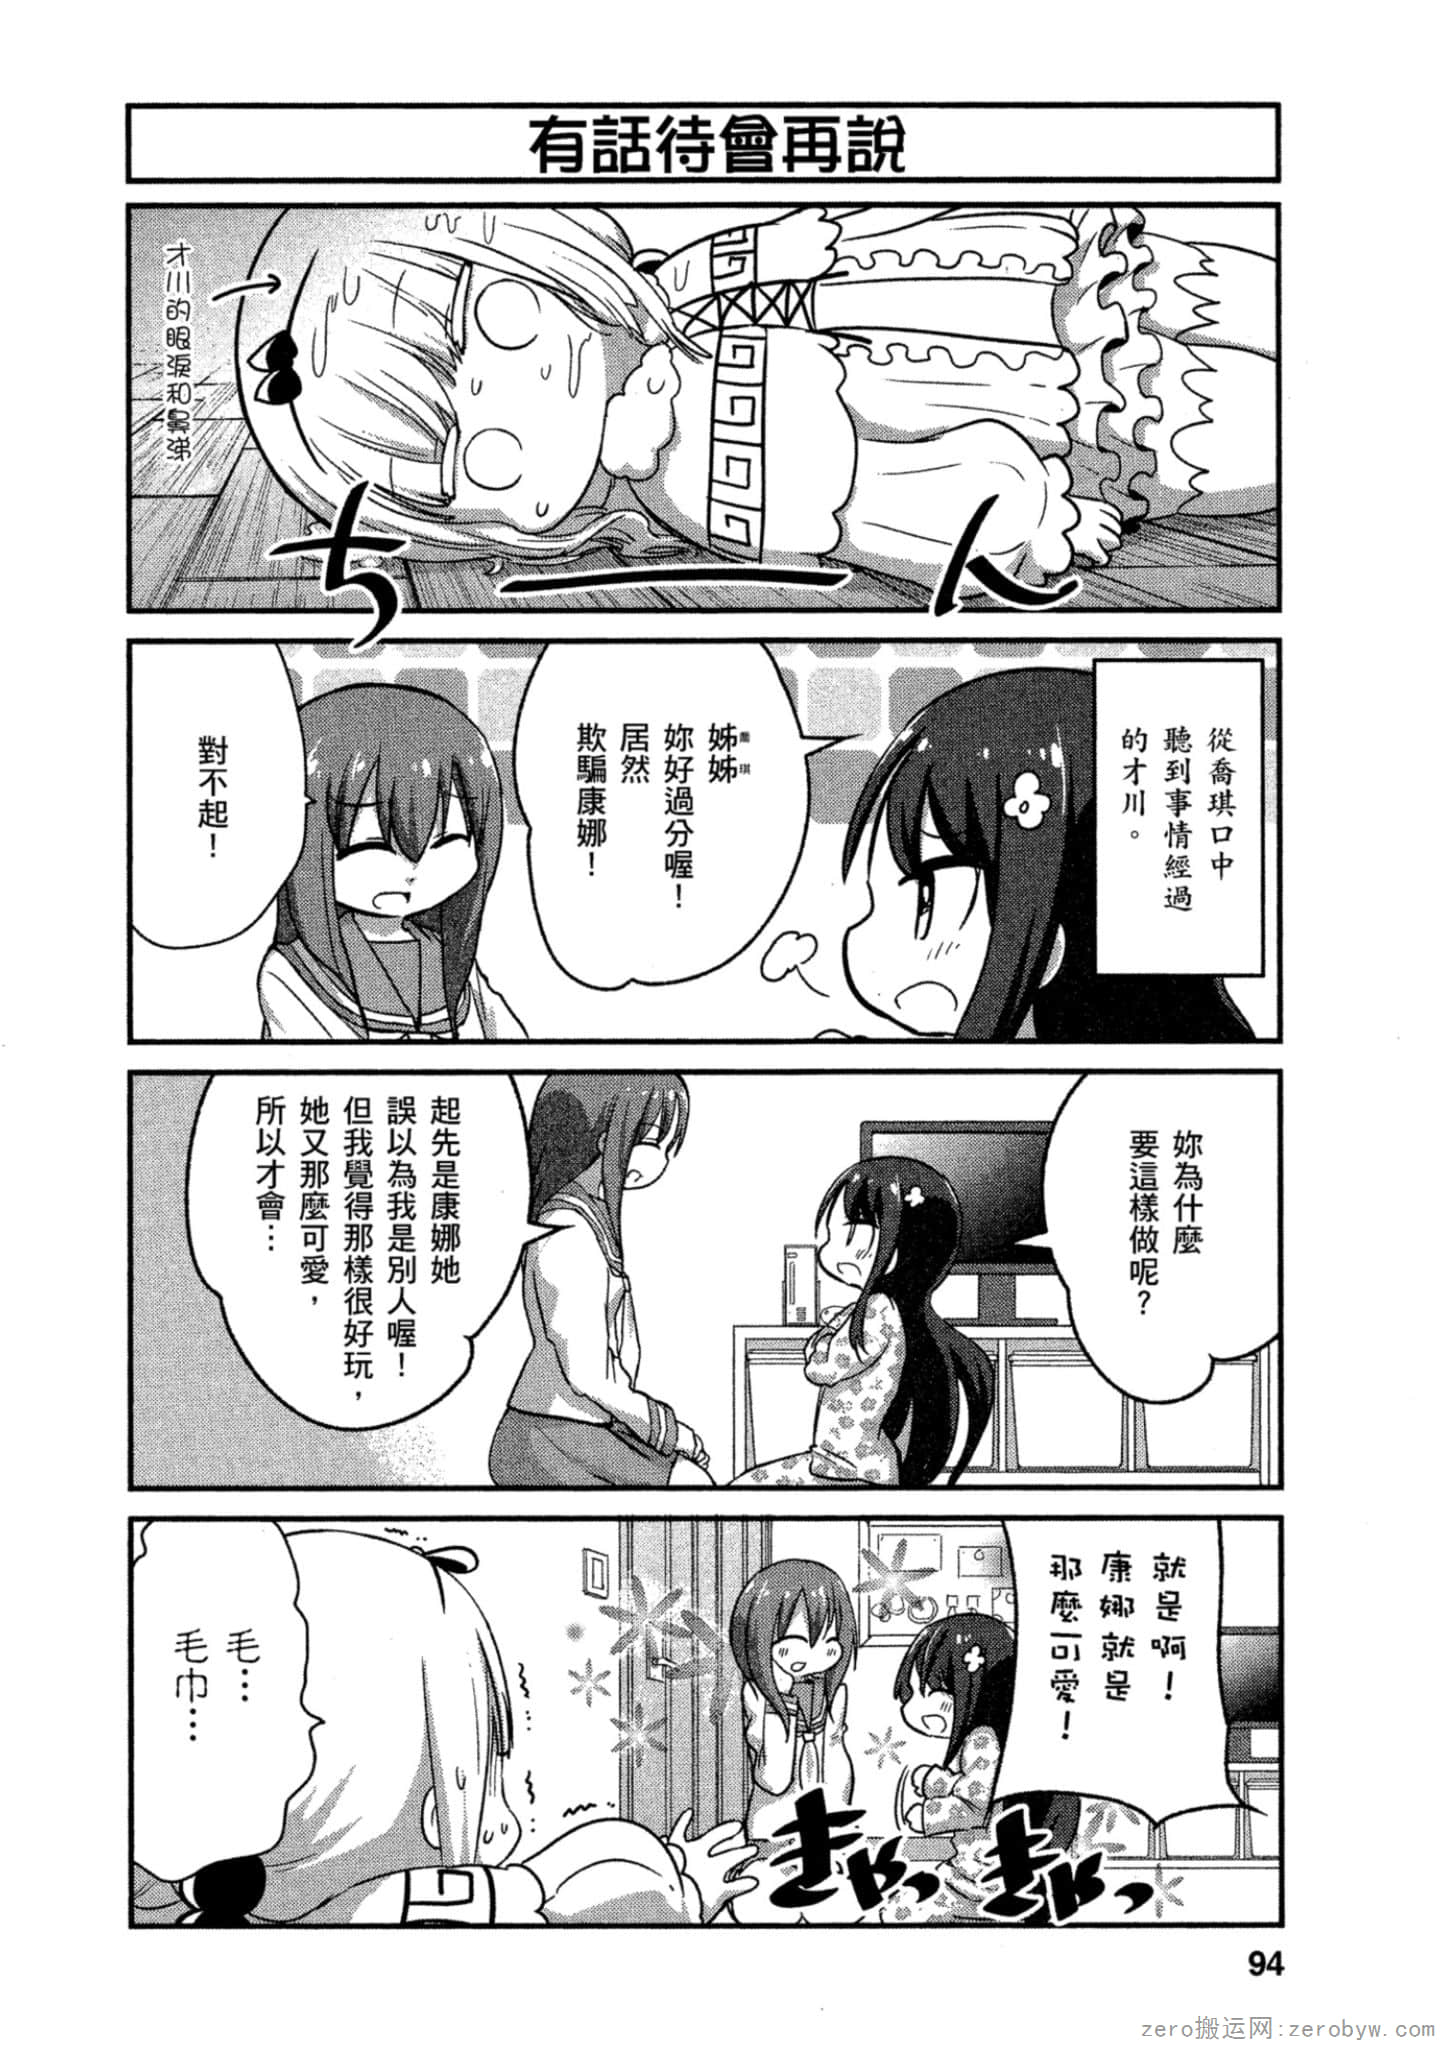 有話待會再說
才川的眼淚和鼻涕
ちーん
從喬琪口中
聽到事情經過
的才川。
姊姊
喬琪
妳好過分喔！
居然
欺騙康娜！
對不起！
妳為什麼
要這樣做呢？
起先是康娜她
誤以為我是別人喔！
但我覺得那樣很好玩，
她又那麼可愛，
所以才會…
就是啊！
康娜就是
那麼可愛！
きゃっ
きゃっ
毛…
毛巾…
94
zero搬运网:zerobyw.com